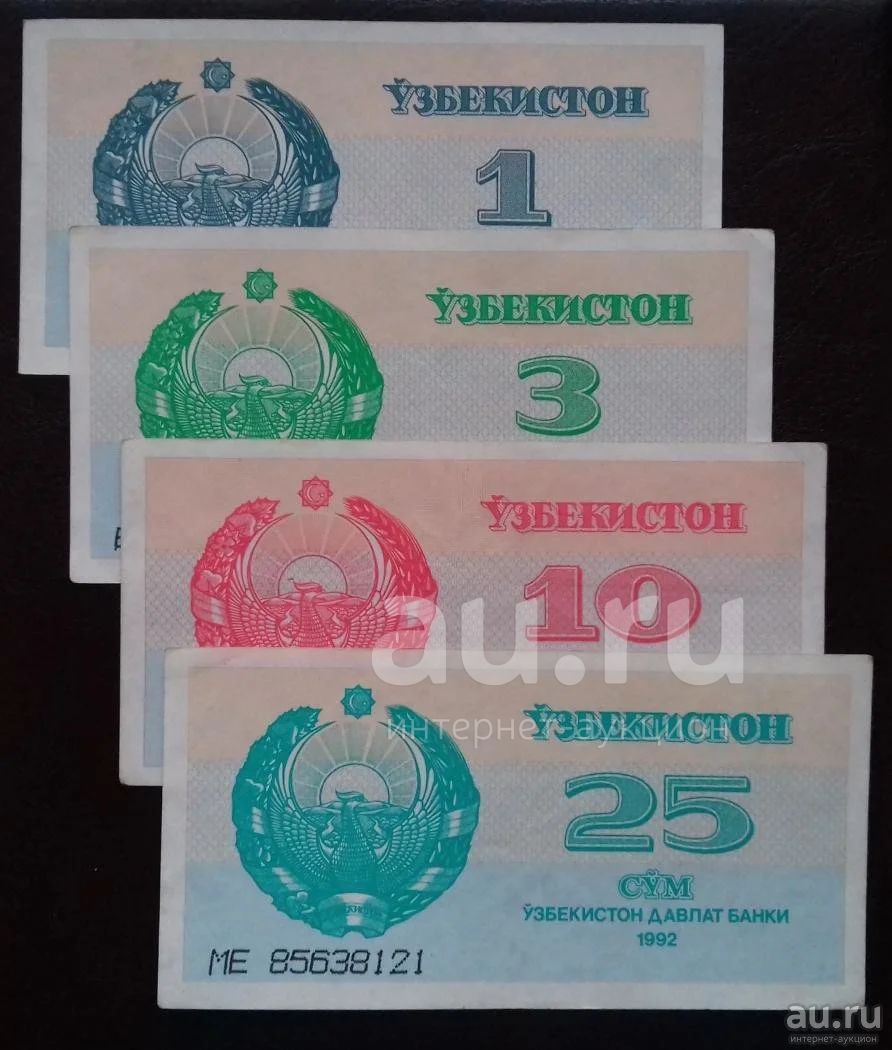 ЎЗБЕКИСТОН
1
ЎЗБЕКИСТОН
3
ЎЗБЕКИСТОН
10
au.ru
интернет-аукцион
ЎЗБЕКИСТОН
25
СЎМ
ЎЗБЕКИСТОН ДАВЛАТ БАНКИ
1992
МЕ 85638121
au.ru
интернет-аукцион